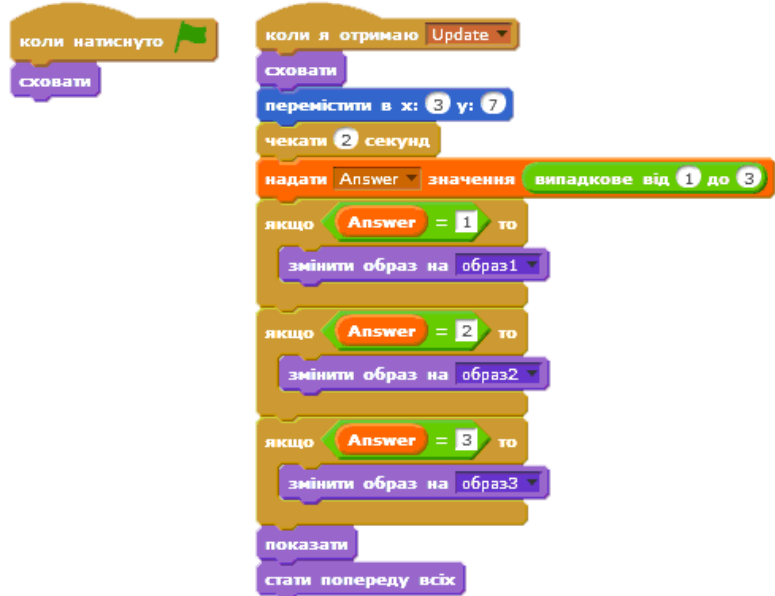 коли натиснуто
сховати
коли я отримаю Update
сховати
перемістити в x: 3 y: 7
чекати 2 секунд
надати Answer значення випадкове від 1 до 3
якщо Answer = 1 то
змінити образ на образ1
якщо Answer = 2 то
змінити образ на образ2
якщо Answer = 3 то
змінити образ на образ3
показати
стати попереду всіх